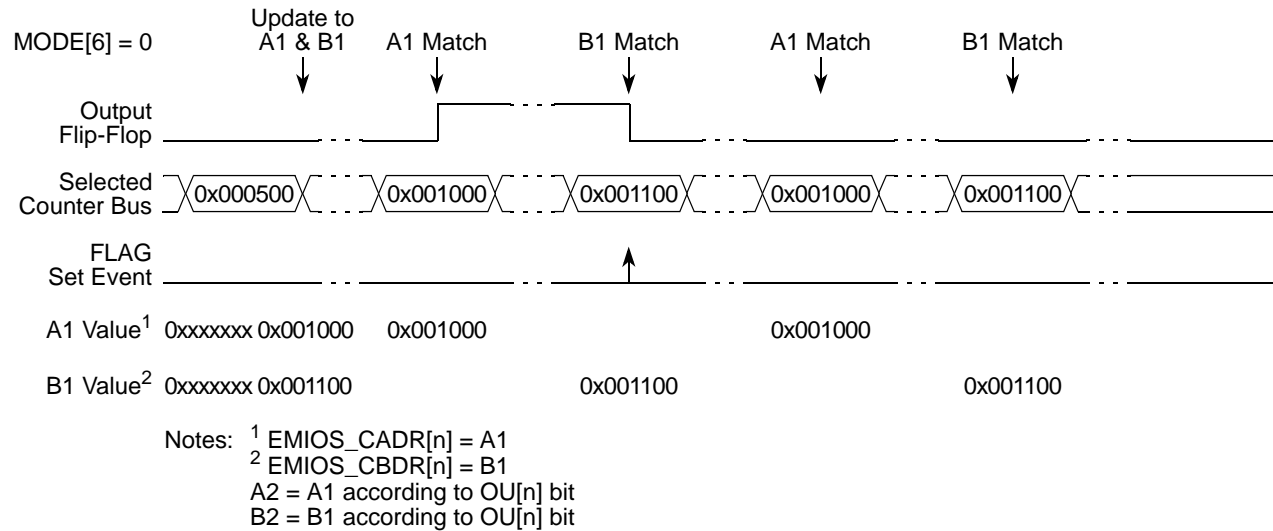 Update to
MODE[6] = 0 A1 & B1 A1 Match B1 Match A1 Match B1 Match
Output
Flip-Flop
Selected
Counter Bus 0x000500 0x001000 0x001100 0x001000 0x001100
FLAG
Set Event
A1 Value1 0xxxxxxx 0x001000 0x001000 0x001000
B1 Value2 0xxxxxxx 0x001100 0x001100 0x001100
Notes: 1 EMIOS_CADR[n] = A1
2 EMIOS_CBDR[n] = B1
A2 = A1 according to OU[n] bit
B2 = B1 according to OU[n] bit